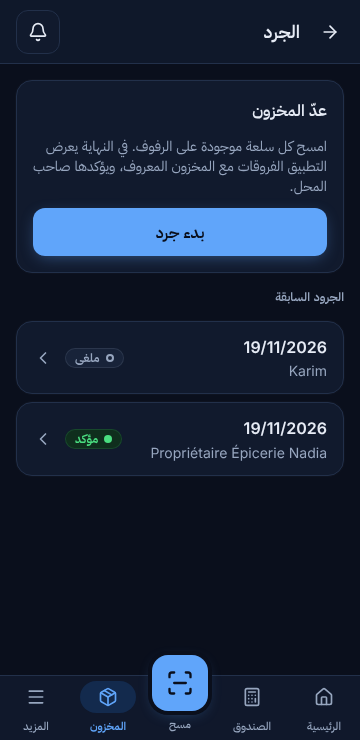 الجرد
عدّ المخزون
امسح كل سلعة موجودة على الرفوف. في النهاية يعرض
التطبيق الفروقات مع المخزون المعروف، ويؤكدها صاحب
المحل.
بدء جرد
الجرود السابقة
19/11/2026
Karim
ملغى
19/11/2026
Propriétaire Épicerie Nadia
مؤكد
الرئيسية
الصندوق
مسح
المخزون
المزيد